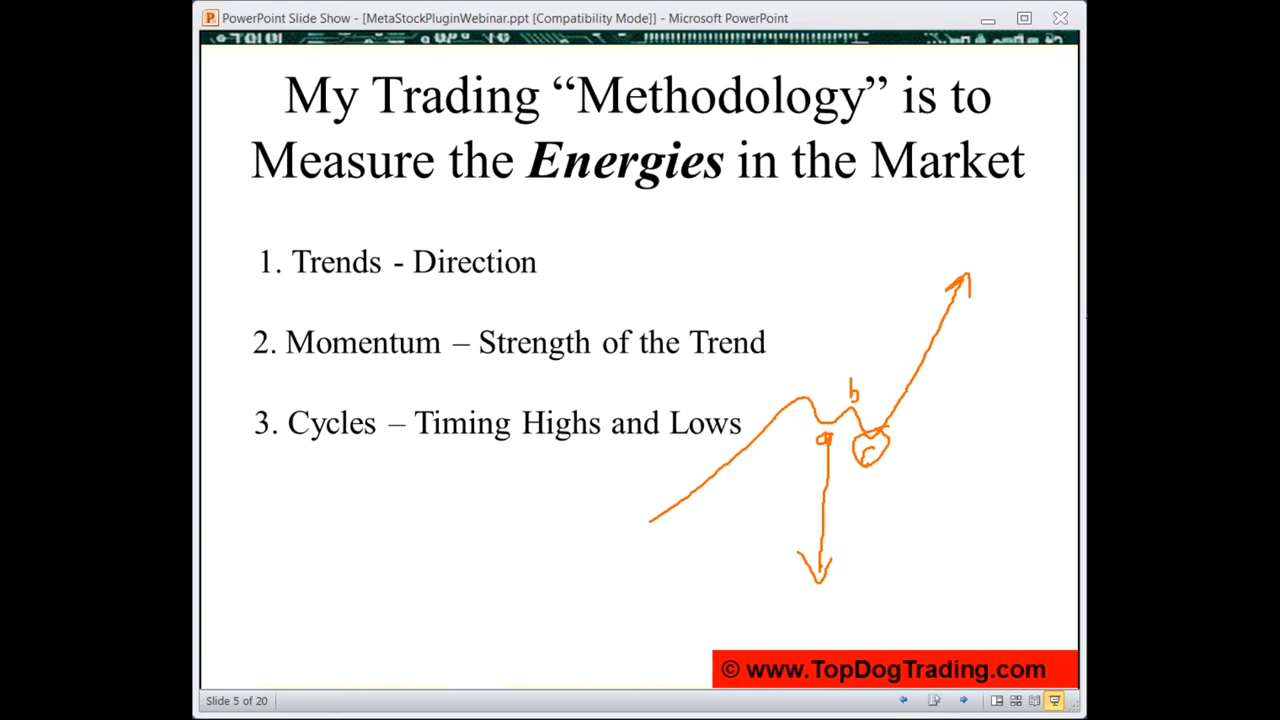 PowerPoint Slide Show - [MetaStockPluginWebinar.ppt [Compatibility Mode]] - Microsoft PowerPoint
My Trading “Methodology” is to
Measure the Energies in the Market
1. Trends - Direction
2. Momentum – Strength of the Trend
3. Cycles – Timing Highs and Lows
b
a
c
© www.TopDogTrading.com
Slide 5 of 20